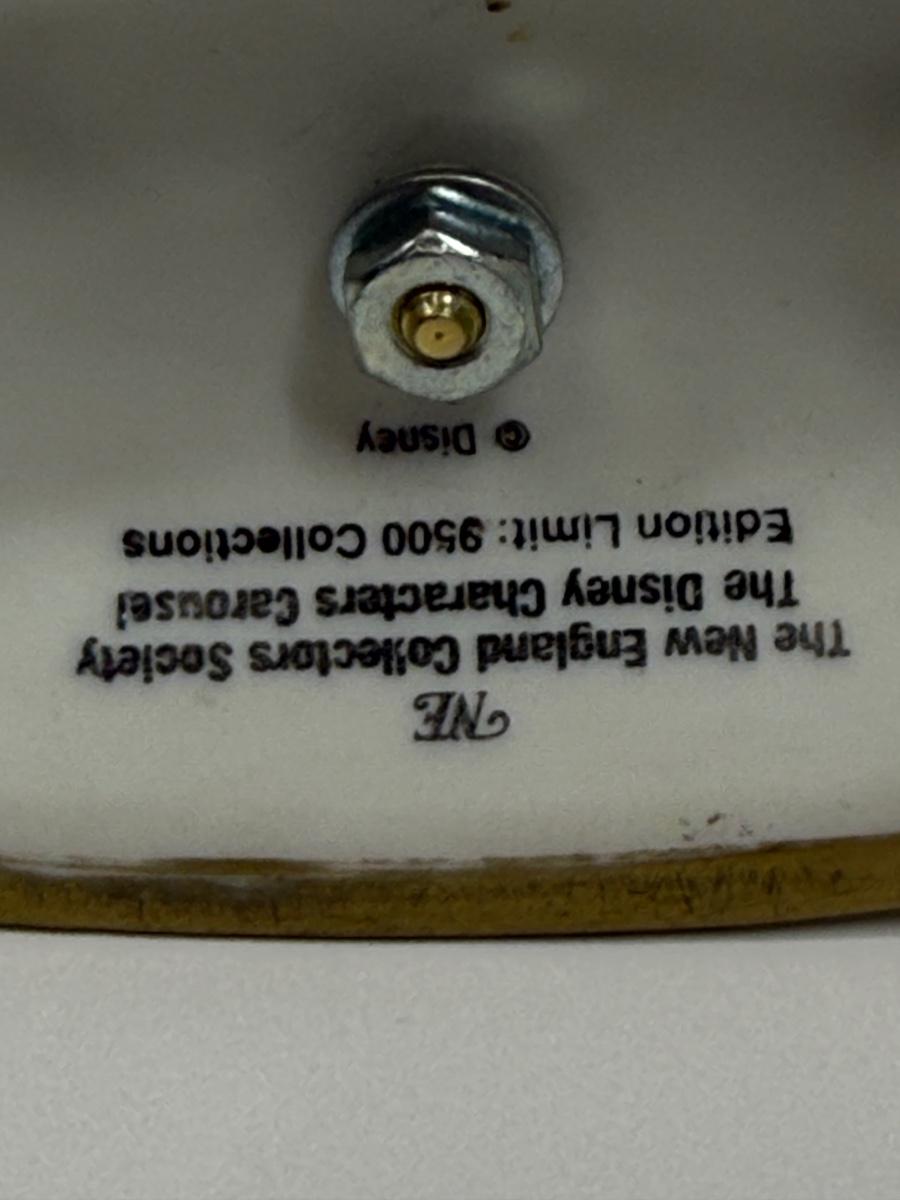 NE
The New England Collectors Society
The Disney Characters Carousel
Edition Limit: 9500 Collections
© Disney